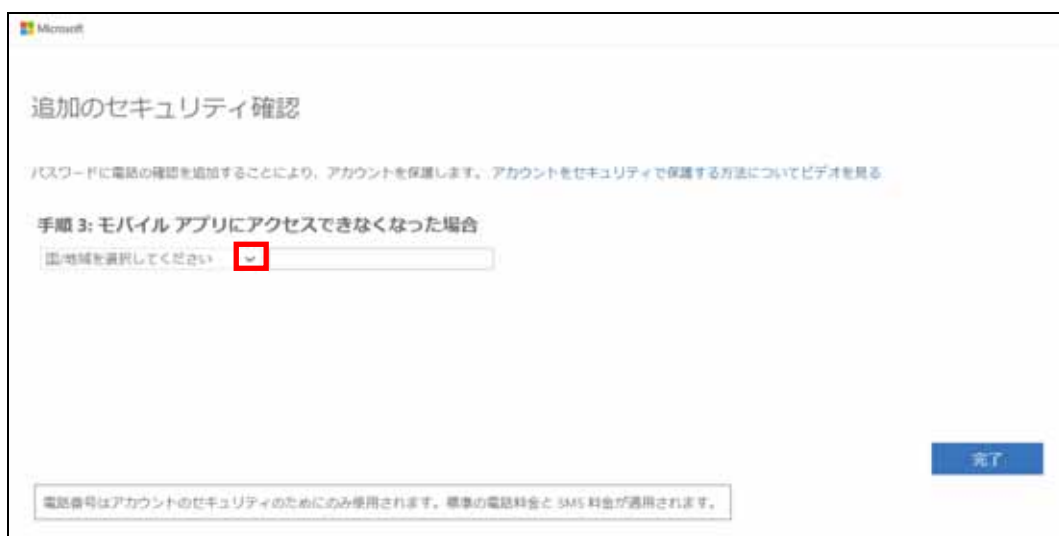 Microsoft
追加のセキュリティ確認
パスワードに電話の確認を追加することにより、アカウントを保護します。 アカウントをセキュリティで保護する方法についてビデオを見る
手順 3: モバイル アプリにアクセスできなくなった場合
国/地域を選択してください
完了
電話番号はアカウントのセキュリティのためにのみ使用されます。標準の電話料金と SMS 料金が適用されます。